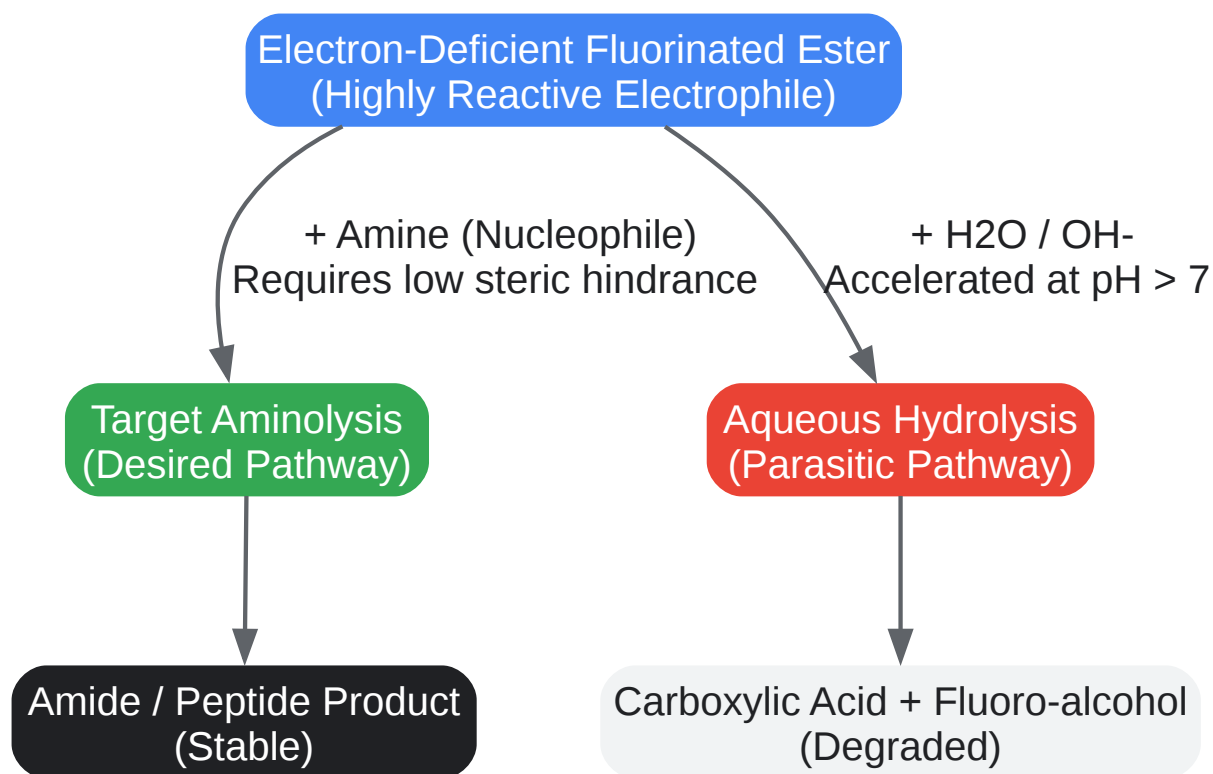 Electron-Deficient Fluorinated Ester
(Highly Reactive Electrophile)
+ Amine (Nucleophile)
Requires low steric hindrance
+ H2O / OH-
Accelerated at pH > 7
Target Aminolysis
(Desired Pathway)
Aqueous Hydrolysis
(Parasitic Pathway)
Amide / Peptide Product
(Stable)
Carboxylic Acid + Fluoro-alcohol
(Degraded)